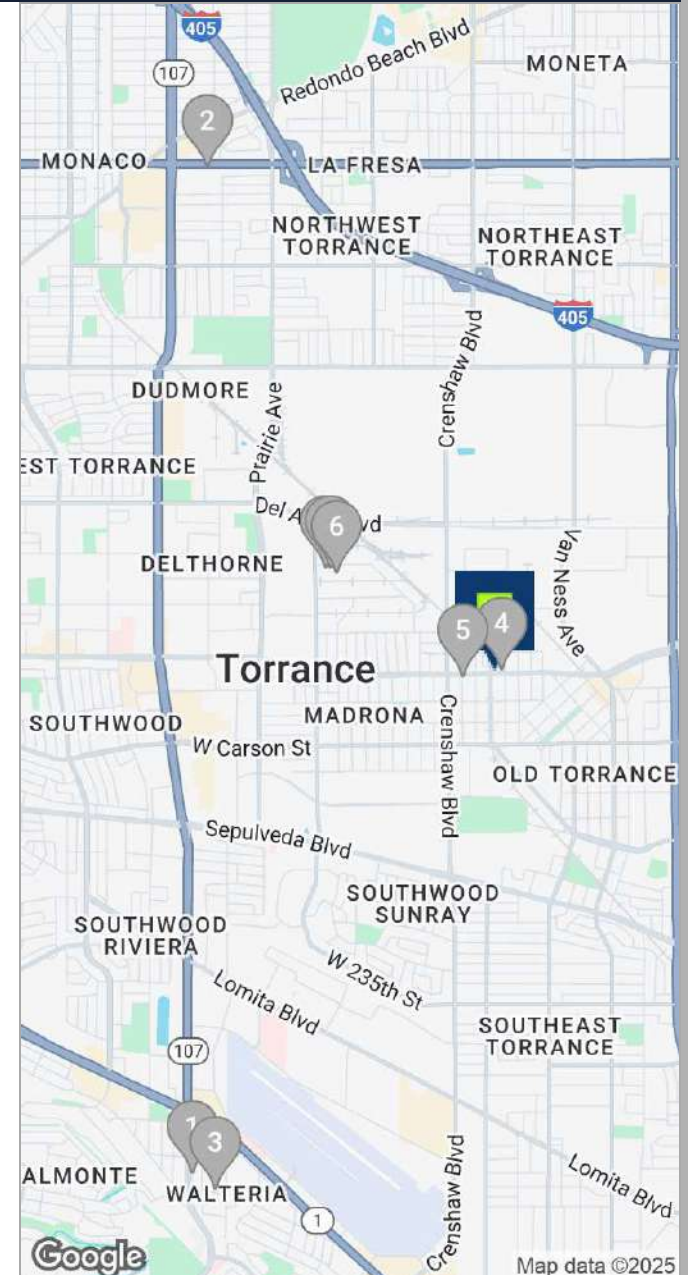 405
107
Redondo Beach Blvd
MONETA
2
MONACO
LA FRESA
NORTHWEST
TORRANCE
NORTHEAST
TORRANCE
405
Crenshaw Blvd
DUDMORE
Prairie Ave
EST TORRANCE
Del A
vd
6
Van Ness Ave
DELTHORNE
5
4
Torrance
SOUTHWOOD
MADRONA
Crenshaw Blvd
W Carson St
OLD TORRANCE
Sepulveda Blvd
SOUTHWOOD
SUNRAY
SOUTHWOOD
RIVIERA
W 235th St
Lomita Blvd
SOUTHEAST
TORRANCE
107
1
3
ALMONTE
WALTERIA
Crenshaw Blvd
Lomita Blvd
1
Google
Map data ©2025